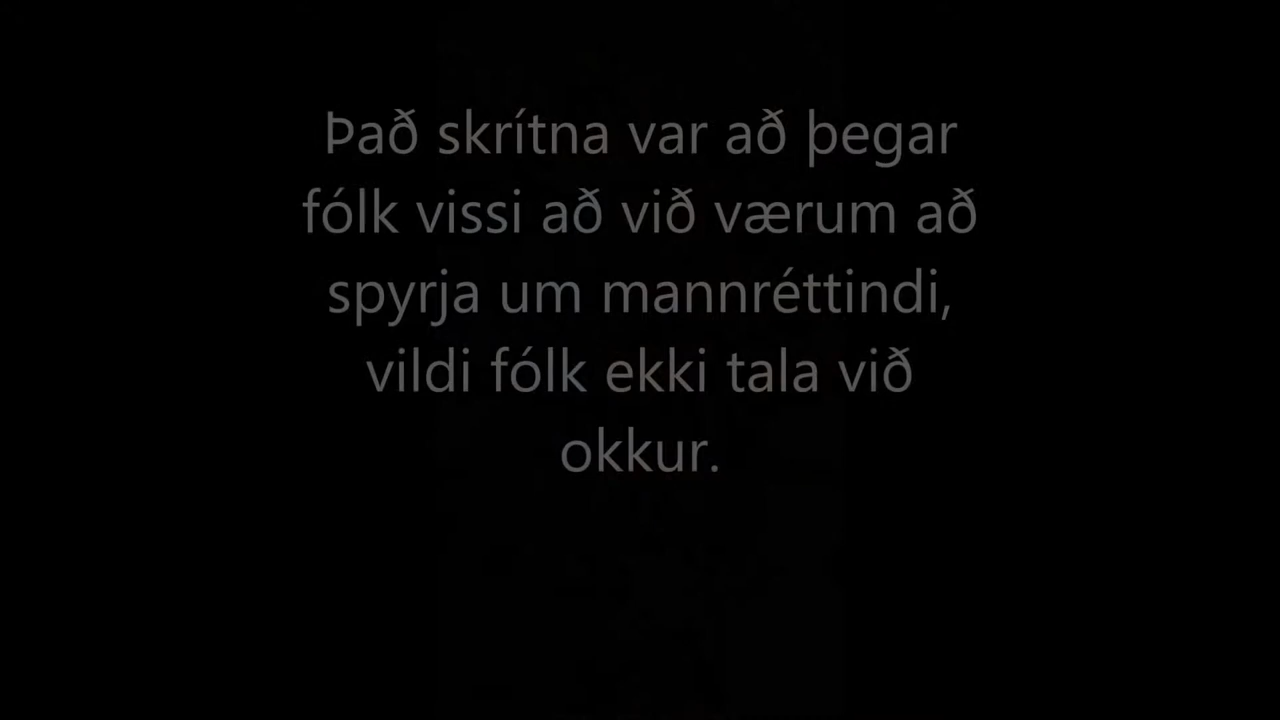 Það skrítna var að þegar
fólk vissi að við værum að
spyrja um mannréttindi,
vildi fólk ekki tala við
okkur.